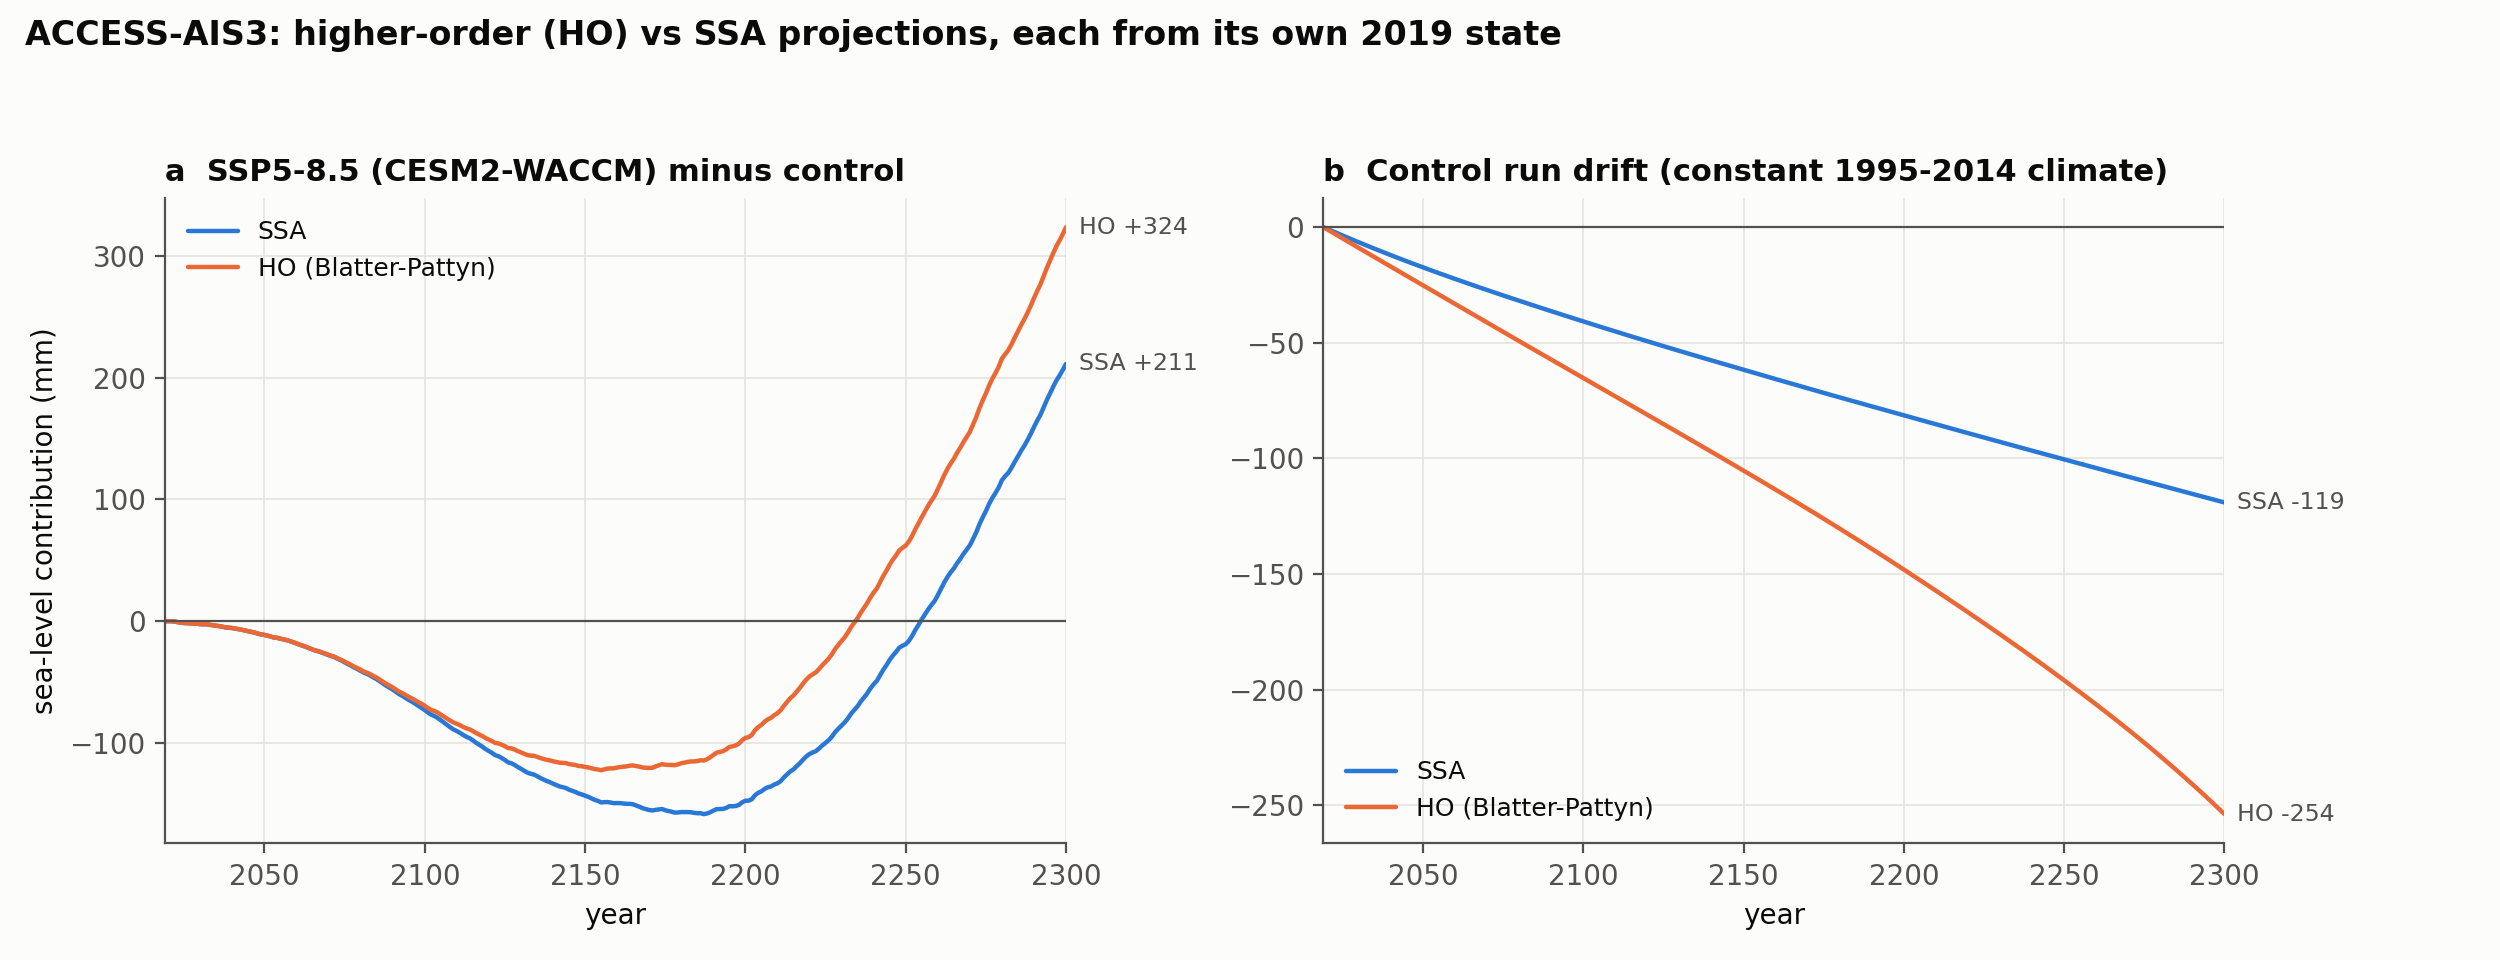 ACCESS-AIS3: higher-order (HO) vs SSA projections, each from its own 2019 state
a SSP5-8.5 (CESM2-WACCM) minus control
SSA
HO (Blatter-Pattyn)
HO +324
SSA +211
300
200
100
0
−100
sea-level contribution (mm)
2050 2100 2150 2200 2250 2300
year
b Control run drift (constant 1995-2014 climate)
0
−50
−100
−150
−200
−250
SSA -119
HO -254
SSA
HO (Blatter-Pattyn)
2050 2100 2150 2200 2250 2300
year